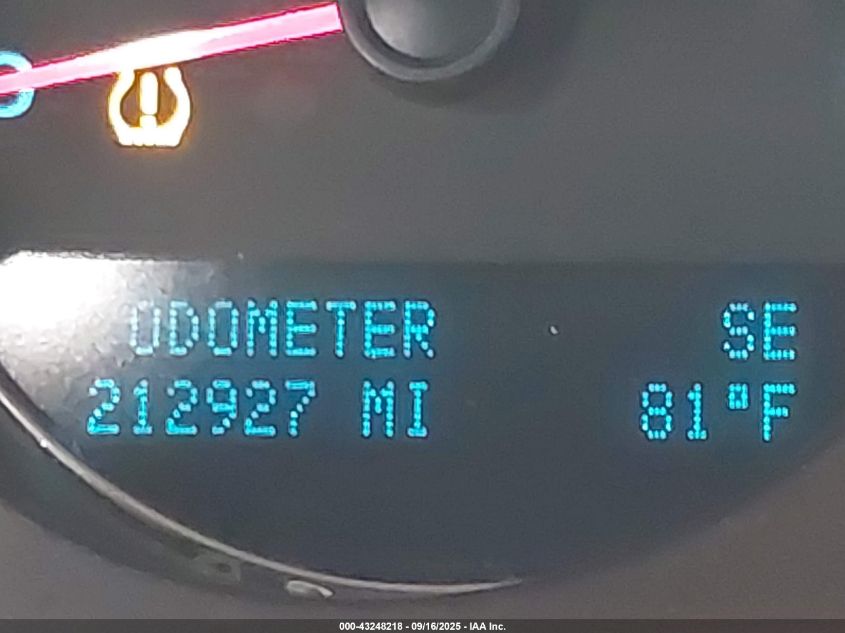 ODOMETER SE
212927 MI 81°F
000-43248218 - 09/16/2025 - IAA Inc.